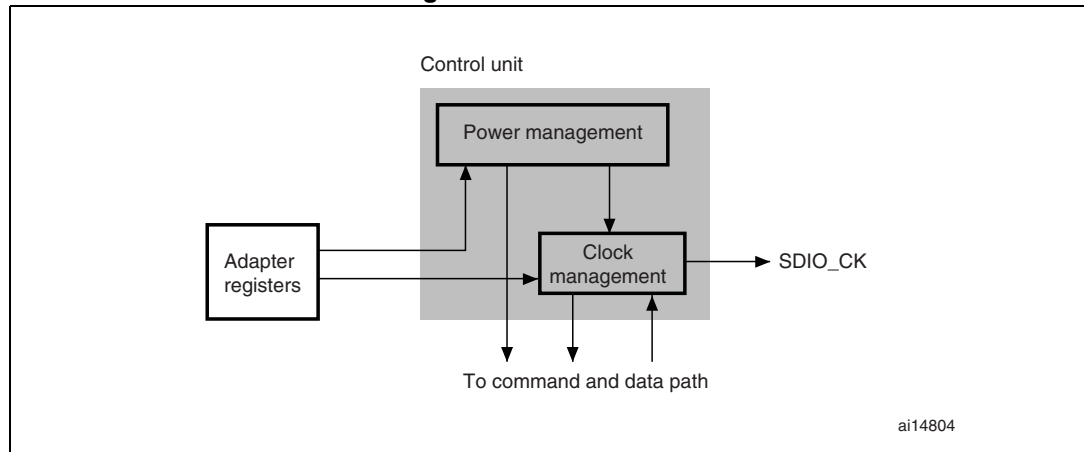 Control unit
Power management
Adapter
registers
Clock
management
SDIO_CK
To command and data path
ai14804